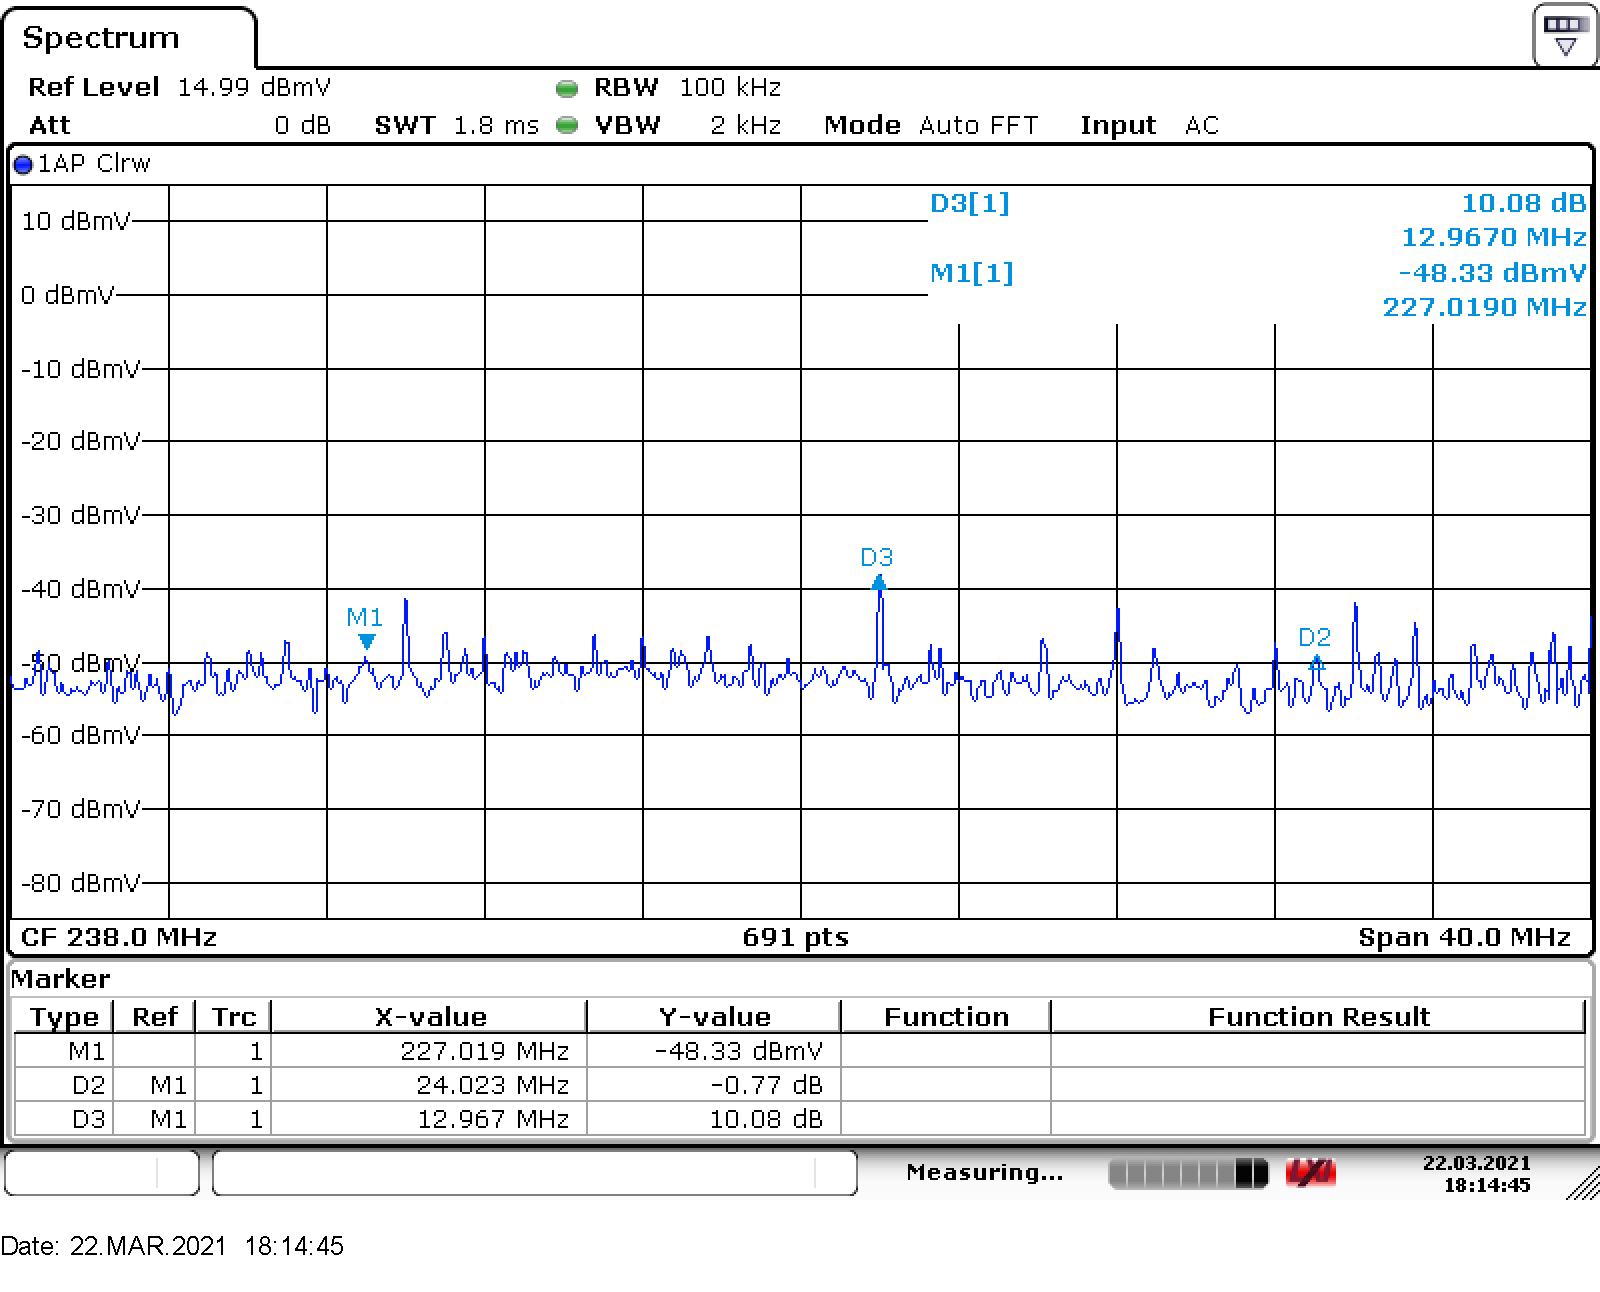 Spectrum
Ref Level 14.99 dBmV RBW 100 kHz
Att 0 dB SWT 1.8 ms VBW 2 kHz Mode Auto FFT Input AC
1AP Clrw
D3[1] 10.08 dB
12.9670 MHz
M1[1] -48.33 dBmV
227.0190 MHz
10 dBmV
0 dBmV
-10 dBmV
-20 dBmV
-30 dBmV
D3
-40 dBmV
M1
D2
-50 dBmV
-60 dBmV
-70 dBmV
-80 dBmV
CF 238.0 MHz 691 pts Span 40.0 MHz
Marker
Type Ref Trc X-value Y-value Function Function Result
M1 1 227.019 MHz -48.33 dBmV
D2 M1 1 24.023 MHz -0.77 dB
D3 M1 1 12.967 MHz 10.08 dB
Measuring... LXI 22.03.2021
18:14:45
Date: 22.MAR.2021 18:14:45